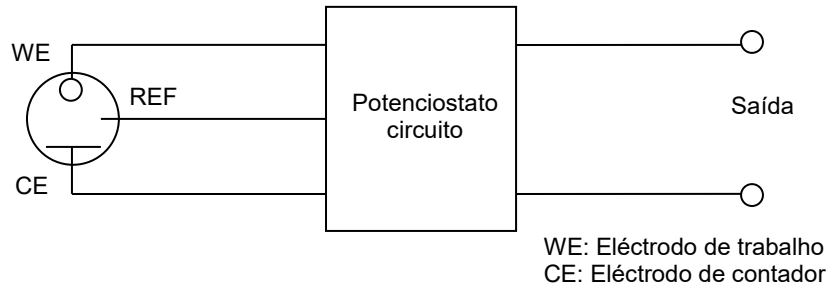 WE
REF
CE
Potenciostato
circuito
Saída
WE: Eléctrodo de trabalho
CE: Eléctrodo de contador